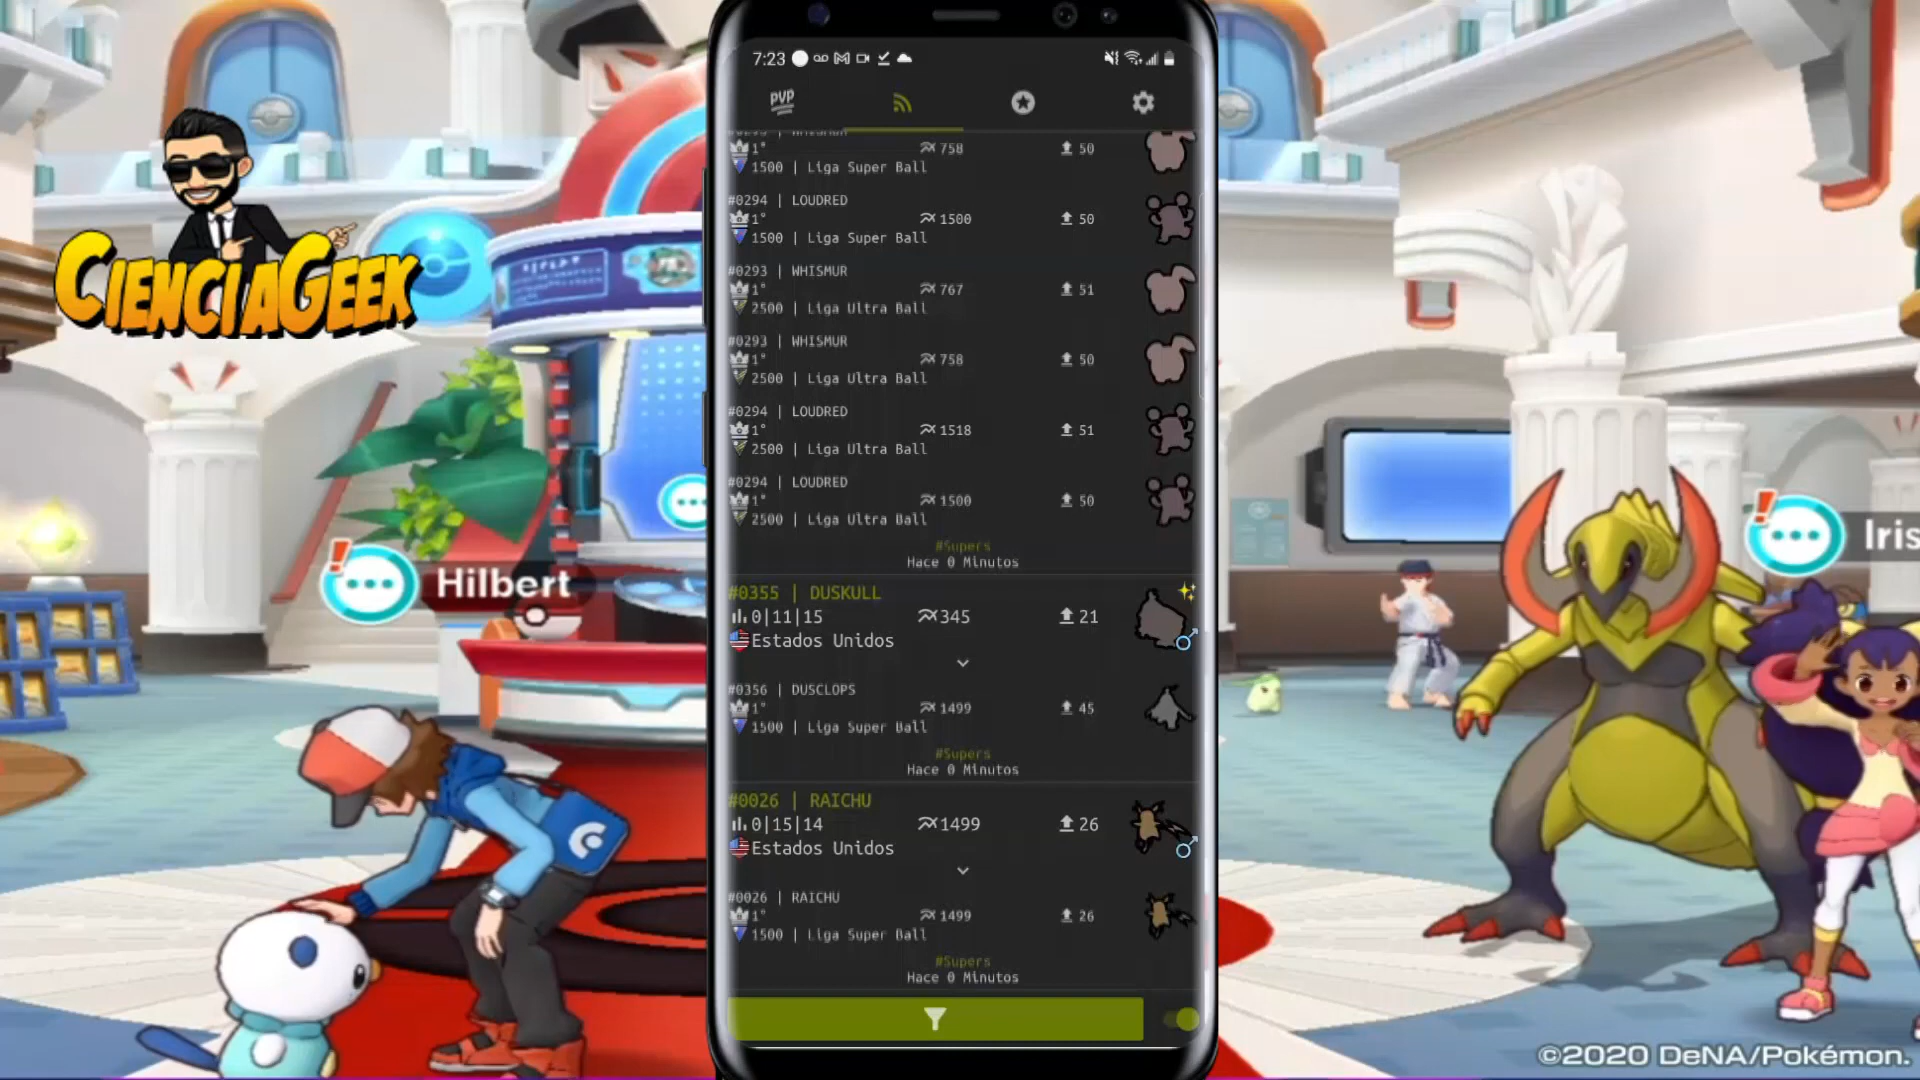 7:23
PVP
1° 758 50
1500 | Liga Super Ball
#0294 | LOUDRED
1° 1500 50
1500 | Liga Super Ball
#0293 | WHISMUR
1° 767 51
2500 | Liga Ultra Ball
#0293 | WHISMUR
1° 758 50
2500 | Liga Ultra Ball
#0294 | LOUDRED
1° 1518 51
2500 | Liga Ultra Ball
#0294 | LOUDRED
1° 1500 50
2500 | Liga Ultra Ball
#Supers
Hace 0 Minutos
#0355 | DUSKULL
0|11|15 345 21
Estados Unidos
#0356 | DUSCLOPS
1° 1499 45
1500 | Liga Super Ball
#Supers
Hace 0 Minutos
#0026 | RAICHU
0|15|14 1499 26
Estados Unidos
#0026 | RAICHU
1° 1499 26
1500 | Liga Super Ball
#Supers
Hace 0 Minutos
CIENCIAGEEK
Hilbert
Iris
©2020 DeNA/Pokémon.